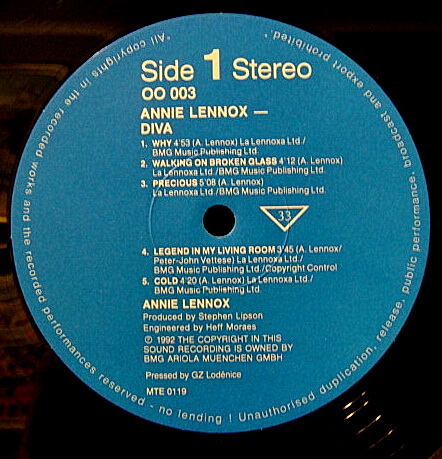 Side 1 Stereo
OO 003
ANNIE LENNOX —
DIVA
1. WHY 4'53 (A. Lennox) La Lennoxa Ltd./
BMG Music Publishing Ltd.
2. WALKING ON BROKEN GLASS 4'12 (A. Lennox)
La Lennoxa Ltd./BMG Music Publishing Ltd.
3. PRECIOUS 5'08 (A. Lennox)
La Lennoxa Ltd./BMG Music Publishing Ltd.
33
4. LEGEND IN MY LIVING ROOM 3'45 (A. Lennox/
Peter-John Vettese) La Lennoxa Ltd./
BMG Music Publishing Ltd./Copyright Control
5. COLD 4'20 (A. Lennox) La Lennoxa Ltd./
BMG Music Publishing Ltd.
ANNIE LENNOX
Produced by Stephen Lipson
Engineered by Heff Moraes
℗ 1992 THE COPYRIGHT IN THIS
SOUND RECORDING IS OWNED BY
BMG ARIOLA MUENCHEN GMBH
Pressed by GZ Loděnice
MTE 0119
"All copyrights in the recorded works and the recorded performances reserved - no lending ! Unauthorised duplication, release, public performance, broadcast and export prohibited."